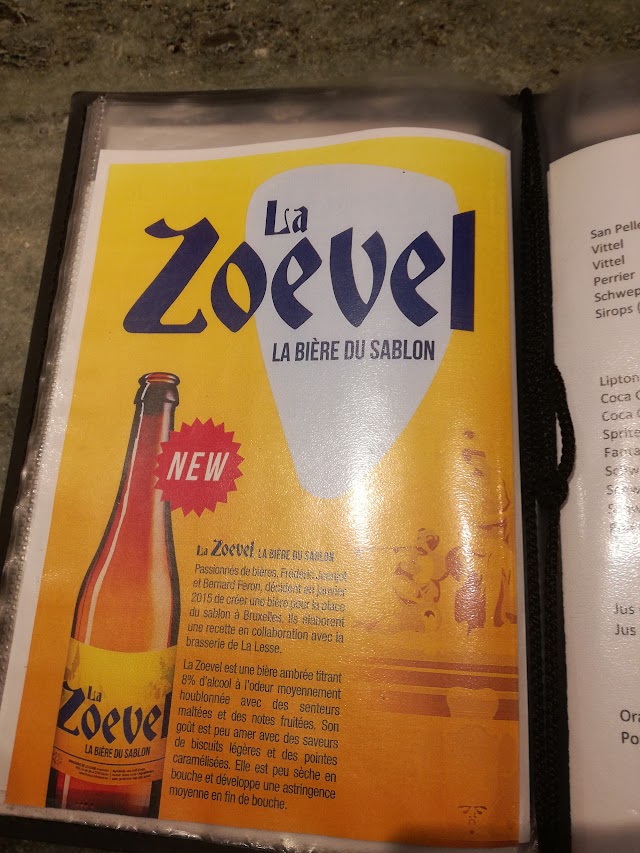 La
Zoevel
LA BIÈRE DU SABLON
NEW
La Zoevel LA BIÈRE DU SABLON
Passionnés de bières, Frédéric
et Bernard Feron, décident en janvier
2015 de créer une bière pour la place
du sablon à Bruxelles. Ils élaborent
une recette en collaboration avec la
brasserie de La Lesse.
La Zoevel est une bière ambrée titrant
8% d'alcool à l'odeur moyennement
houblonnée avec des senteurs
maltées et des notes fruitées. Son
goût est peu amer avec des saveurs
de biscuits légères et des pointes
caramélisées. Elle est peu sèche en
bouche et développe une astringence
moyenne en fin de bouche.
La
Zoevel
LA BIÈRE DU SABLON
San Pelle
Vittel
Vittel
Perrier
Schwep
Sirops (
Lipton
Coca C
Coca
Sprite
Fanta
Jus
Jus
Ora
Po